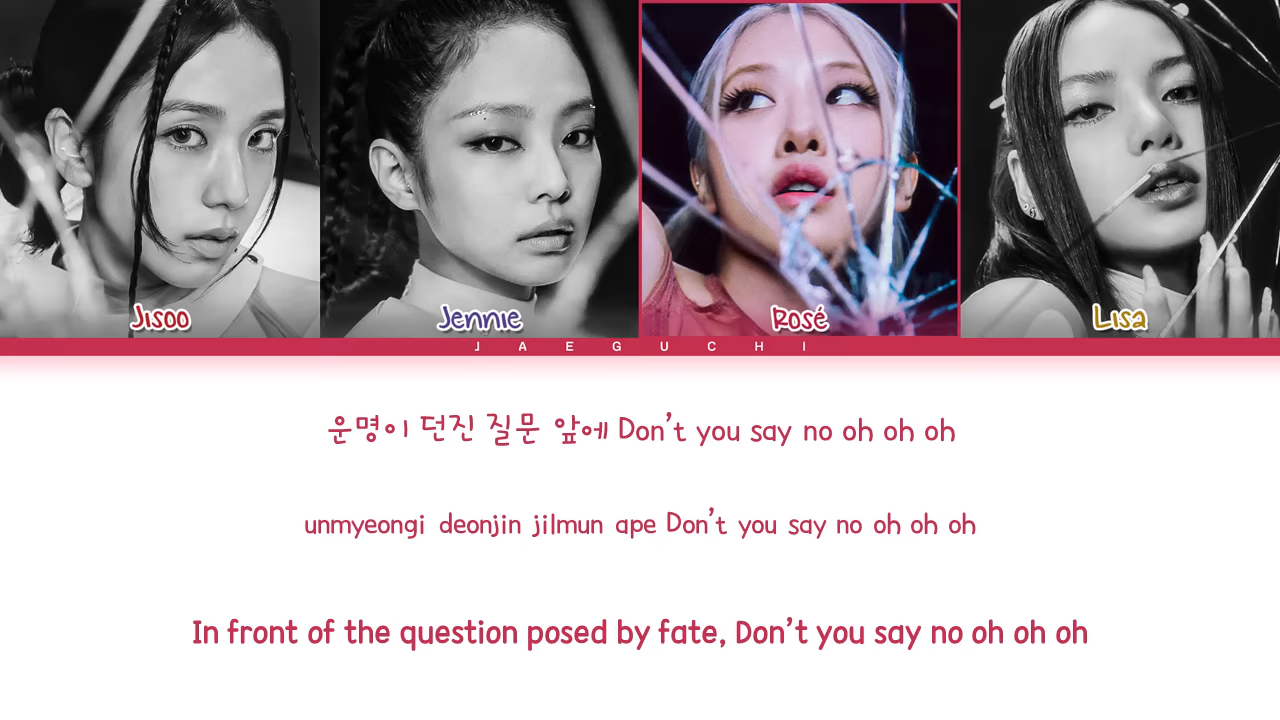 Jisoo
Jennie
Rosé
Lisa
JAEGUCHI
운명이 던진 질문 앞에 Don't you say no oh oh oh
unmyeongi deonjin jilmun ape Don't you say no oh oh oh
In front of the question posed by fate, Don't you say no oh oh oh